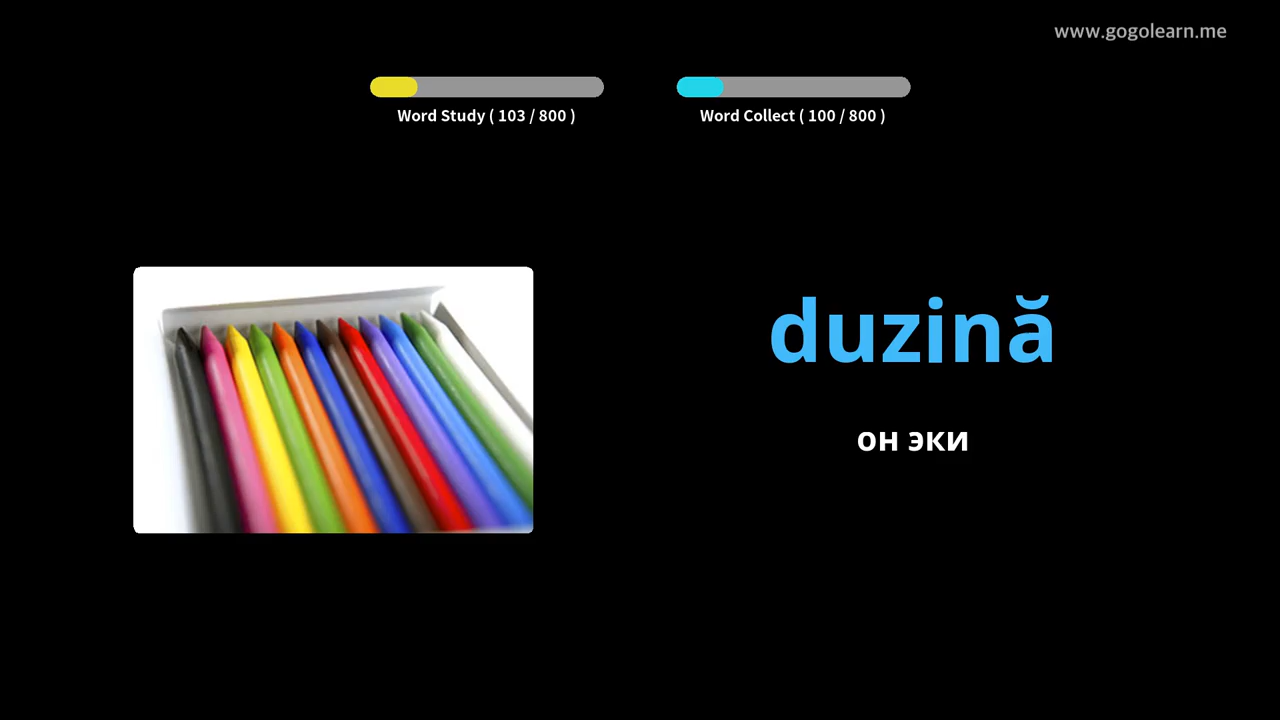 www.gogolearn.me
Word Study ( 103 / 800 )
Word Collect ( 100 / 800 )
duzină
он эки